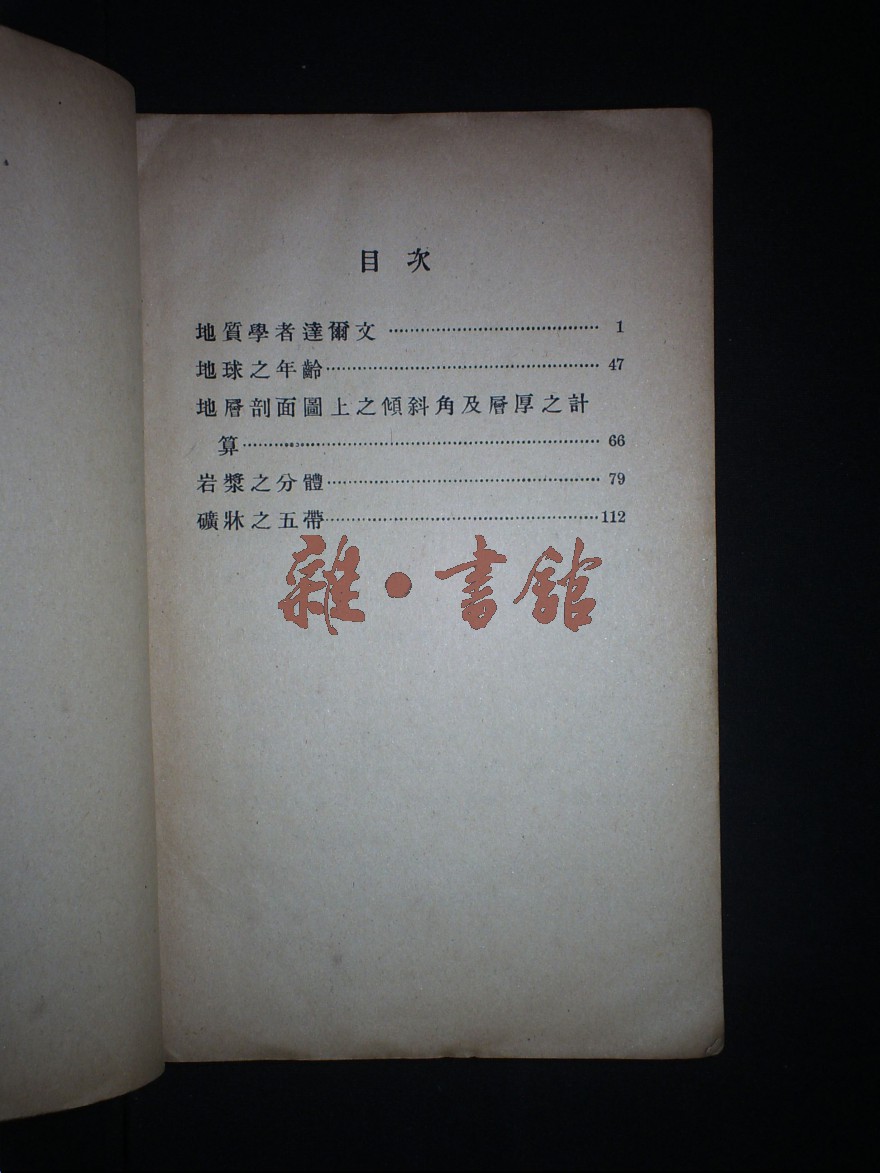 目次
地質學者達爾文……………………………………1
地球之年齡……………………………………47
地層剖面圖上之傾斜角及層厚之計
算……………………………………66
岩漿之分體……………………………………79
礦牀之五帶……………………………………112
雜·書館